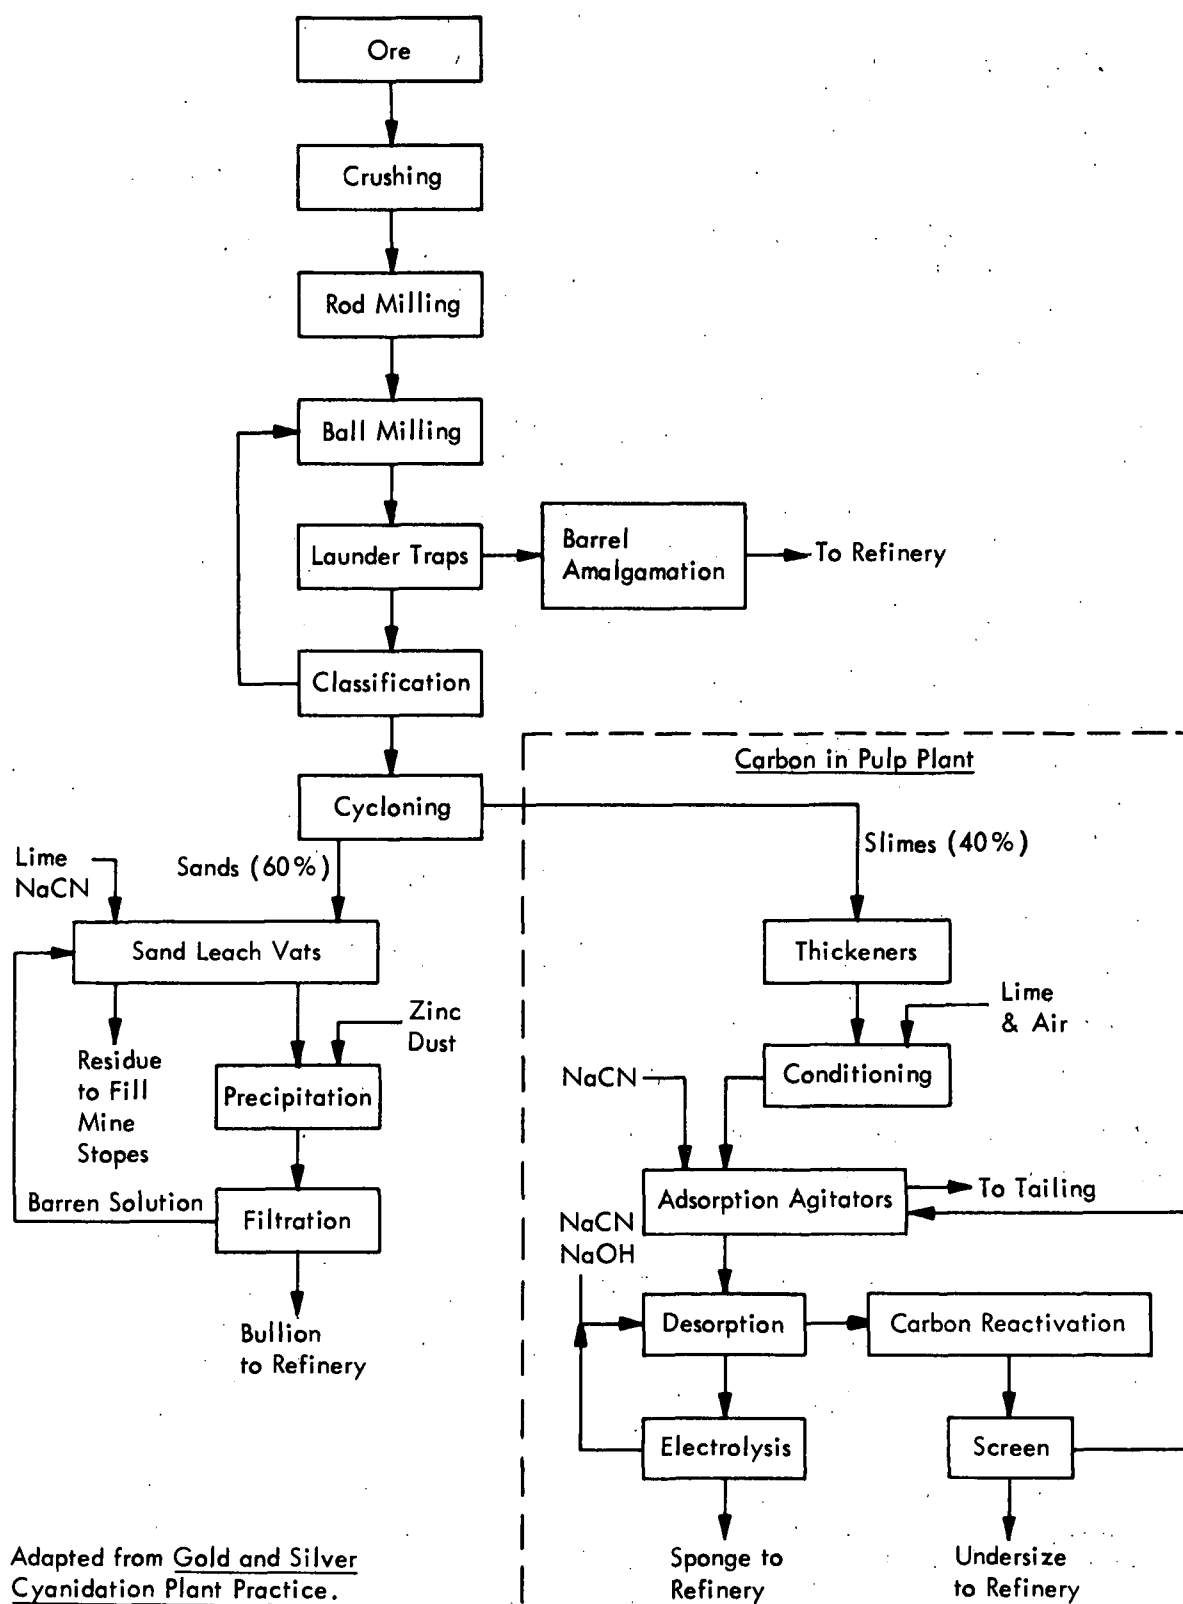 Ore
Crushing
Rod Milling
Ball Milling
Launder Traps
Barrel
Amalgamation
To Refinery
Classification
Carbon in Pulp Plant
Cycloning
Slimes (40%)
Lime
NaCN
Sands (60%)
Sand Leach Vats
Thickeners
Zinc
Dust
Lime
& Air
Residue
to Fill
Mine
Stopes
Precipitation
NaCN
Conditioning
Barren Solution
Filtration
Adsorption Agitators
To Tailing
NaCN
NaOH
Bullion
to Refinery
Desorption
Carbon Reactivation
Electrolysis
Screen
Sponge to
Refinery
Undersize
to Refinery
Adapted from Gold and Silver
Cyanidation Plant Practice.